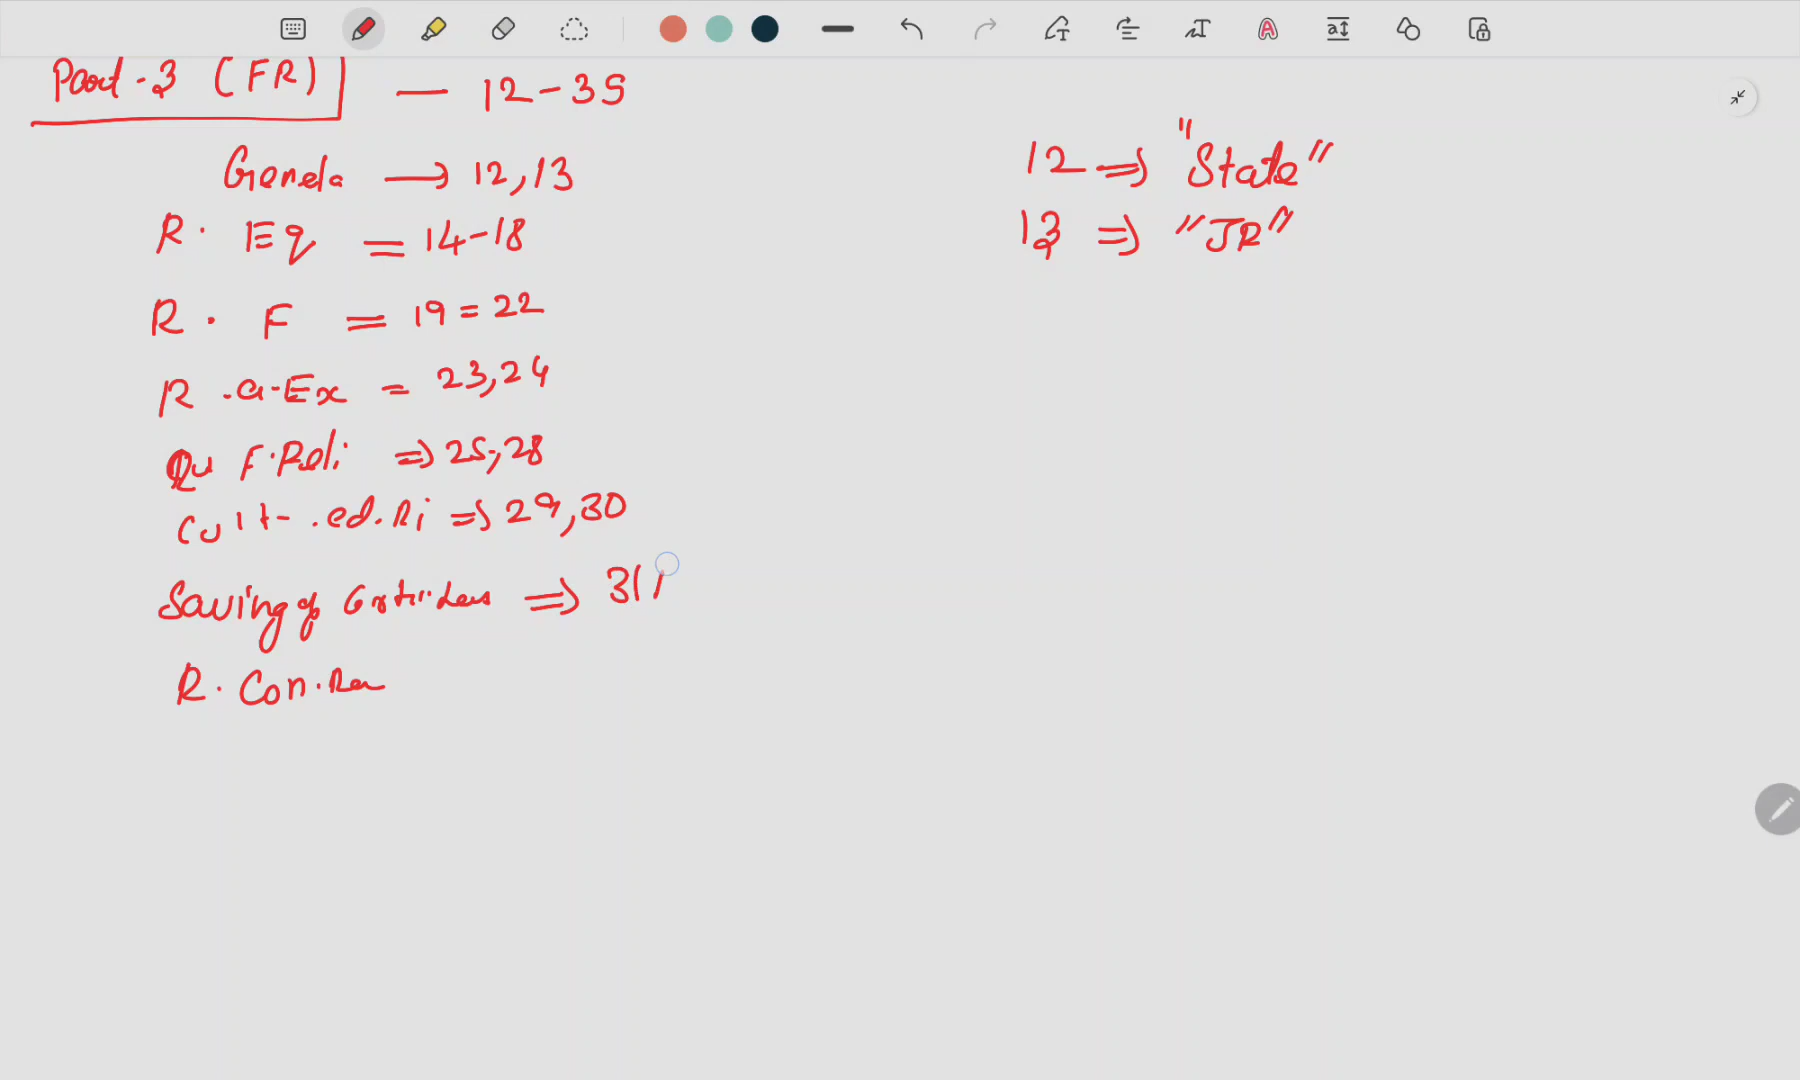 Part-3 (FR) — 12-35
Genela → 12,13
R. Eq = 14-18
R. F = 19=22
R.a.Ex = 23,24
F.Reli ⇒ 25-,28
Cult-.ed.Ri ⇒ 29,30
Saving of ⇒ 31
R. Con.Re
12 ⇒ "State"
13 ⇒ "JR"